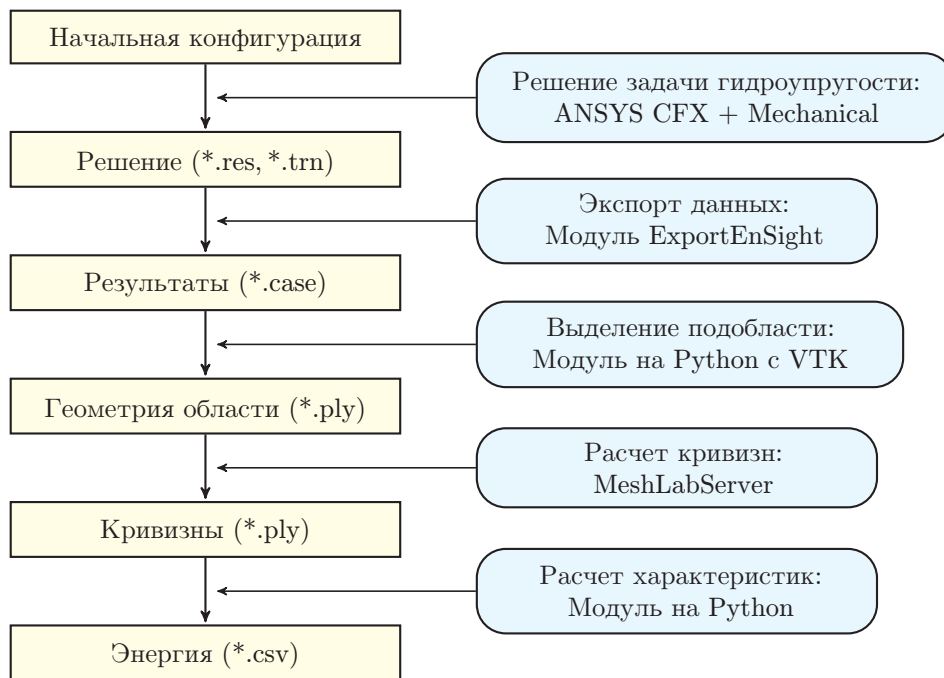 Начальная конфигурация
Решение задачи гидроупругости:
ANSYS CFX + Mechanical
Решение (*.res, *.trn)
Экспорт данных:
Модуль ExportEnSight
Результаты (*.case)
Выделение подобласти:
Модуль на Python с VTK
Геометрия области (*.ply)
Расчет кривизн:
MeshLabServer
Кривизны (*.ply)
Расчет характеристик:
Модуль на Python
Энергия (*.csv)